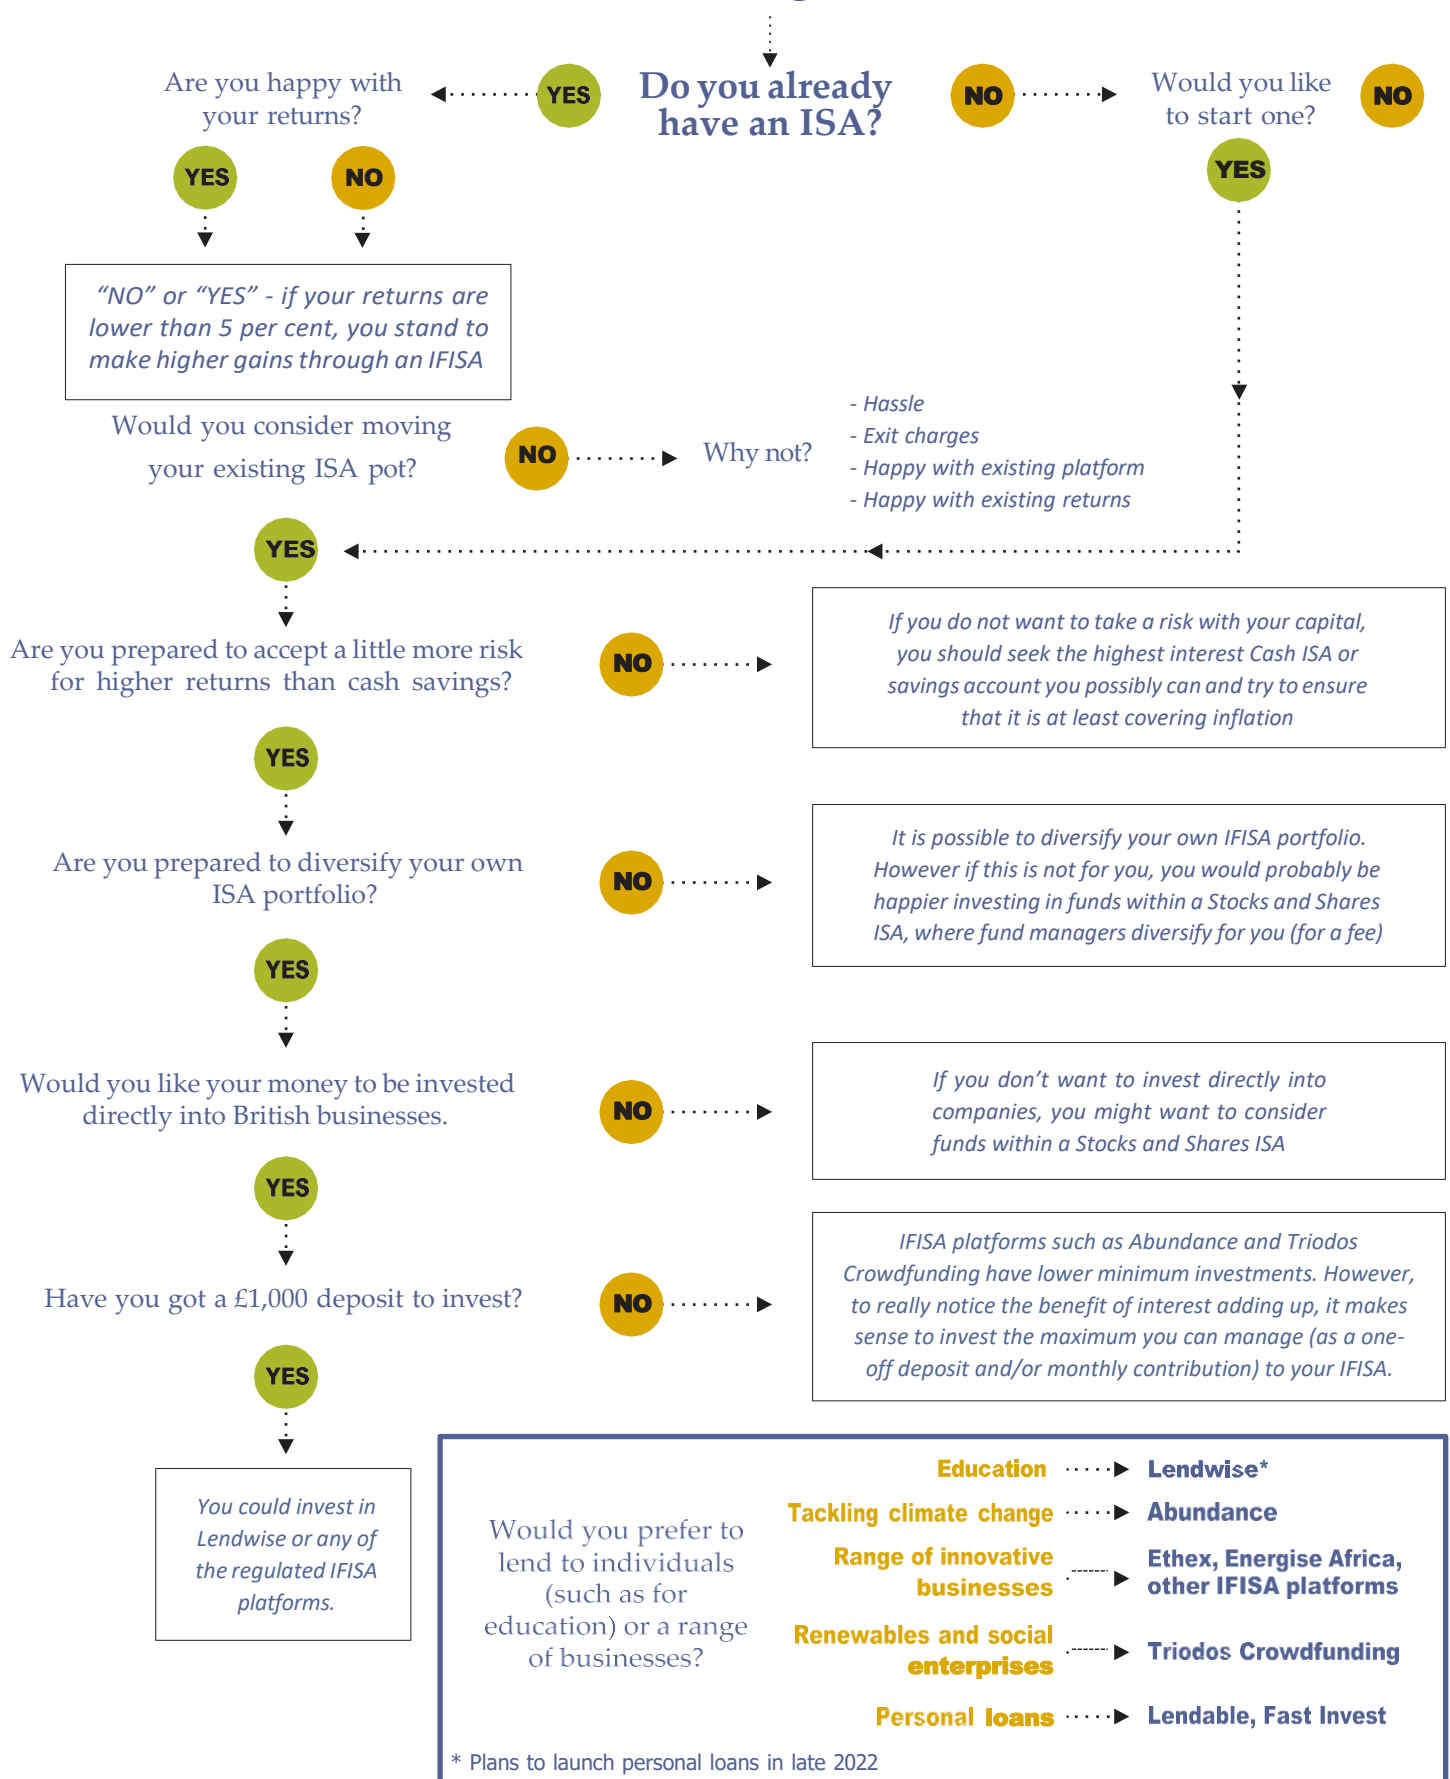 Do you already
have an ISA?
YES
NO
Are you happy with
your returns?
Would you like
to start one?
NO
YES
NO
YES
“NO” or “YES” - if your returns are
lower than 5 per cent, you stand to
make higher gains through an IFISA
Would you consider moving
your existing ISA pot?
NO
Why not?
- Hassle
- Exit charges
- Happy with existing platform
- Happy with existing returns
YES
Are you prepared to accept a little more risk
for higher returns than cash savings?
NO
If you do not want to take a risk with your capital,
you should seek the highest interest Cash ISA or
savings account you possibly can and try to ensure
that it is at least covering inflation
YES
Are you prepared to diversify your own
ISA portfolio?
NO
It is possible to diversify your own IFISA portfolio.
However if this is not for you, you would probably be
happier investing in funds within a Stocks and Shares
ISA, where fund managers diversify for you (for a fee)
YES
Would you like your money to be invested
directly into British businesses.
NO
If you don’t want to invest directly into
companies, you might want to consider
funds within a Stocks and Shares ISA
YES
Have you got a £1,000 deposit to invest?
NO
IFISA platforms such as Abundance and Triodos
Crowdfunding have lower minimum investments. However,
to really notice the benefit of interest adding up, it makes
sense to invest the maximum you can manage (as a one-
off deposit and/or monthly contribution) to your IFISA.
YES
You could invest in
Lendwise or any of
the regulated IFISA
platforms.
Would you prefer to
lend to individuals
(such as for
education) or a range
of businesses?
Education
Lendwise*
Tackling climate change
Abundance
Range of innovative
businesses
Ethex, Energise Africa,
other IFISA platforms
Renewables and social
enterprises
Triodos Crowdfunding
Personal loans
Lendable, Fast Invest
* Plans to launch personal loans in late 2022